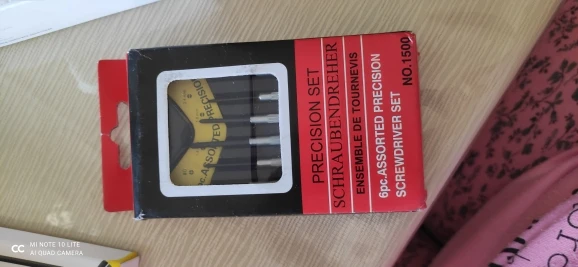 PRECISION SET
SCHRAUBENDREHER
ENSEMBLE DE TOURNEVIS
6pc.ASSORTED PRECISION
SCREWDRIVER SET
NO.1500
ASSORTED PRECISION
MI NOTE 10 LITE
AI QUAD CAMERA